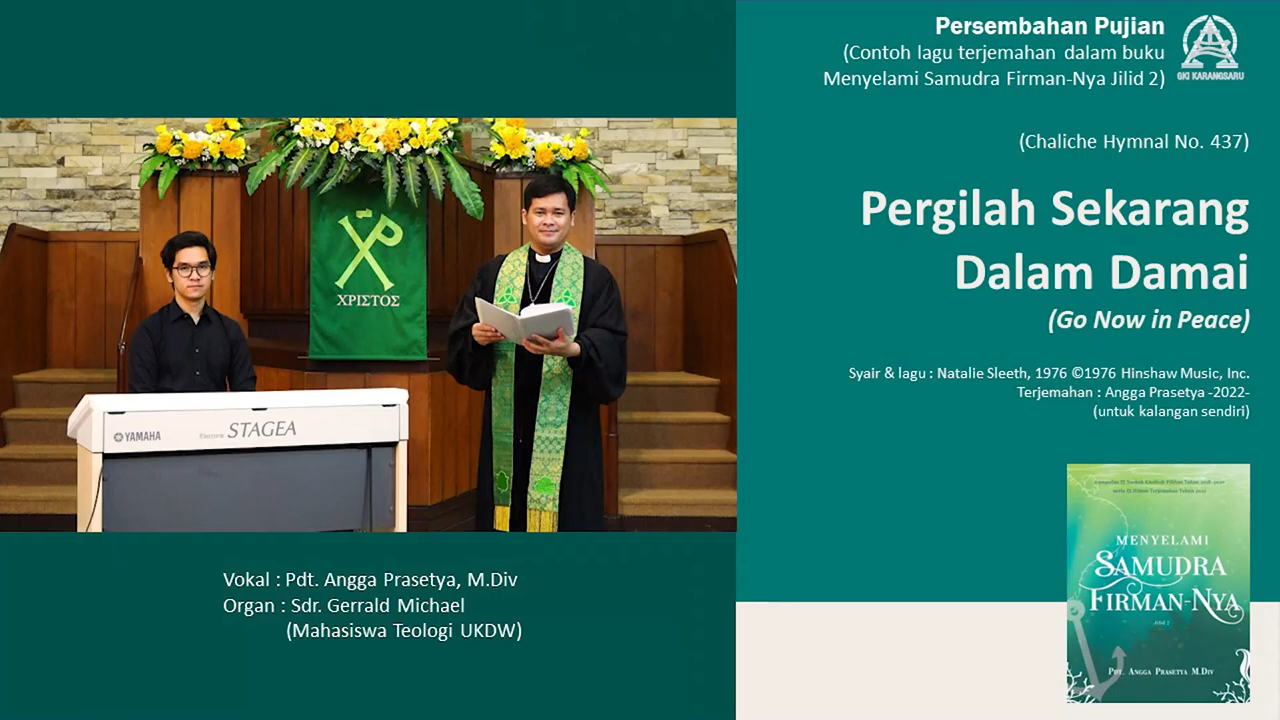 Persembahan Pujian
(Contoh lagu terjemahan dalam buku
Menyelami Samudra Firman-Nya Jilid 2)
GKI KARANGSARU
(Chaliche Hymnal No. 437)
Pergilah Sekarang
Dalam Damai
(Go Now in Peace)
Syair & lagu : Natalie Sleeth, 1976 ©1976 Hinshaw Music, Inc.
Terjemahan : Angga Prasetya -2022-
(untuk kalangan sendiri)
ΧΡΙΣΤΟΣ
YAMAHA
STAGEA
Vokal : Pdt. Angga Prasetya, M.Div
Organ : Sdr. Gerrald Michael
(Mahasiswa Teologi UKDW)
MENYELAMI
SAMUDRA
FIRMAN-NYA
Jilid 2
PDT. ANGGA PRASETYA M.DIV